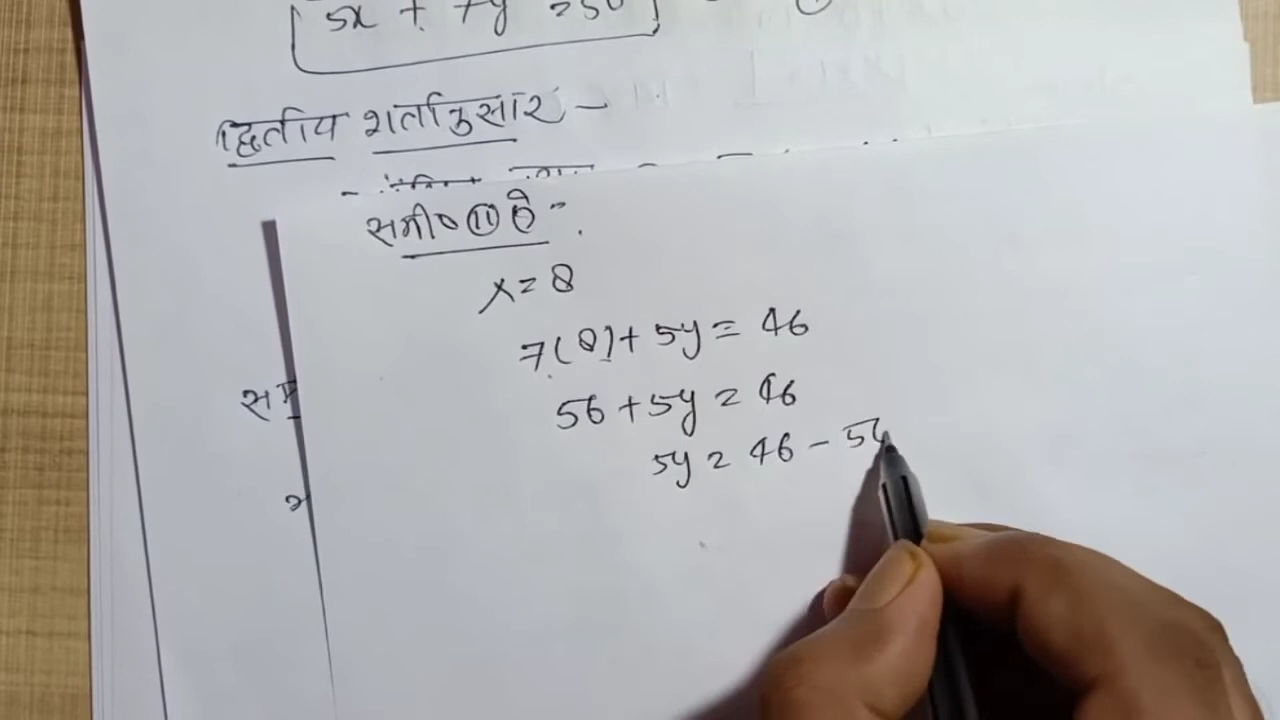 5x + 7y = 50
द्वितीय शर्तानुसार –
समी० (11) से -
x = 8
7(8) + 5y = 46
56 + 5y = 46
5y = 46 - 56